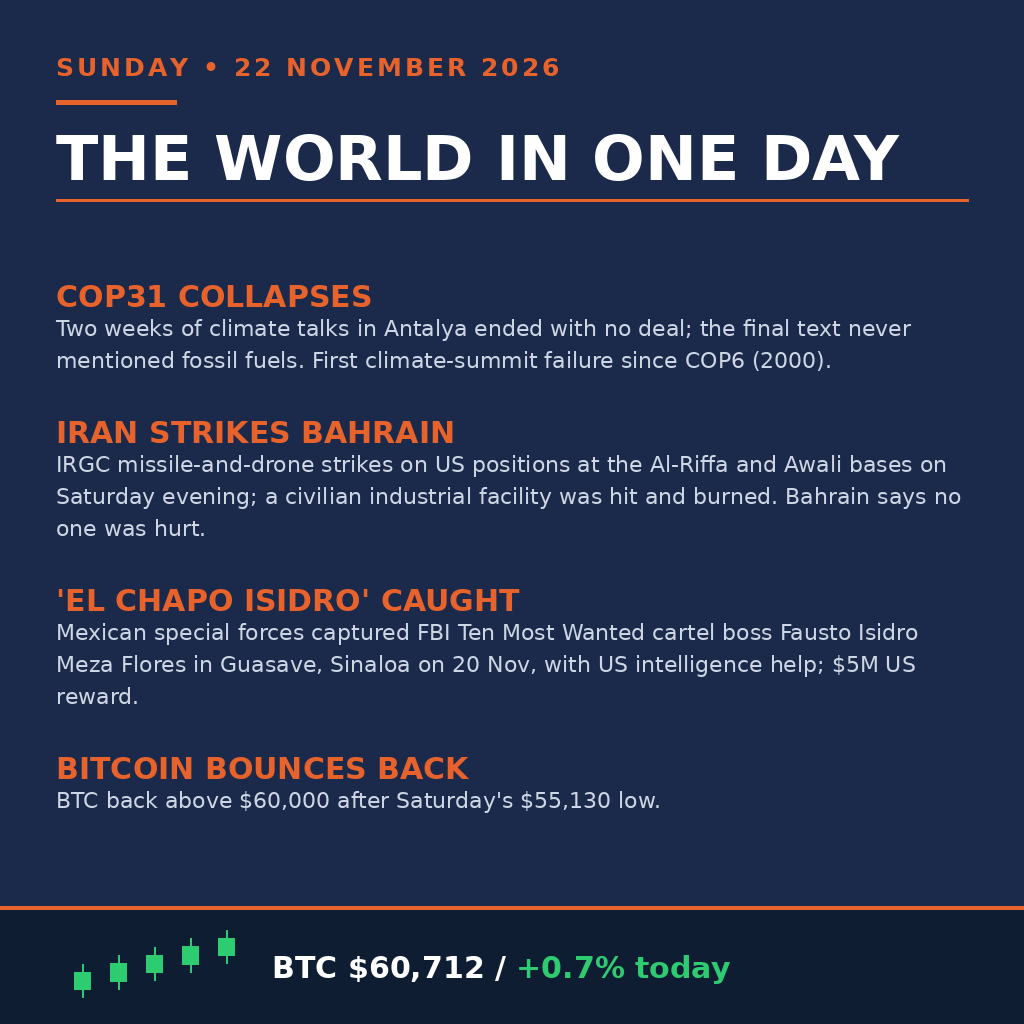 SUNDAY • 22 NOVEMBER 2026
THE WORLD IN ONE DAY
COP31 COLLAPSES
Two weeks of climate talks in Antalya ended with no deal; the final text never
mentioned fossil fuels. First climate-summit failure since COP6 (2000).
IRAN STRIKES BAHRAIN
IRGC missile-and-drone strikes on US positions at the Al-Riffa and Awali bases on
Saturday evening; a civilian industrial facility was hit and burned. Bahrain says no
one was hurt.
'EL CHAPO ISIDRO' CAUGHT
Mexican special forces captured FBI Ten Most Wanted cartel boss Fausto Isidro
Meza Flores in Guasave, Sinaloa on 20 Nov, with US intelligence help; $5M US
reward.
BITCOIN BOUNCES BACK
BTC back above $60,000 after Saturday's $55,130 low.
BTC $60,712 / +0.7% today